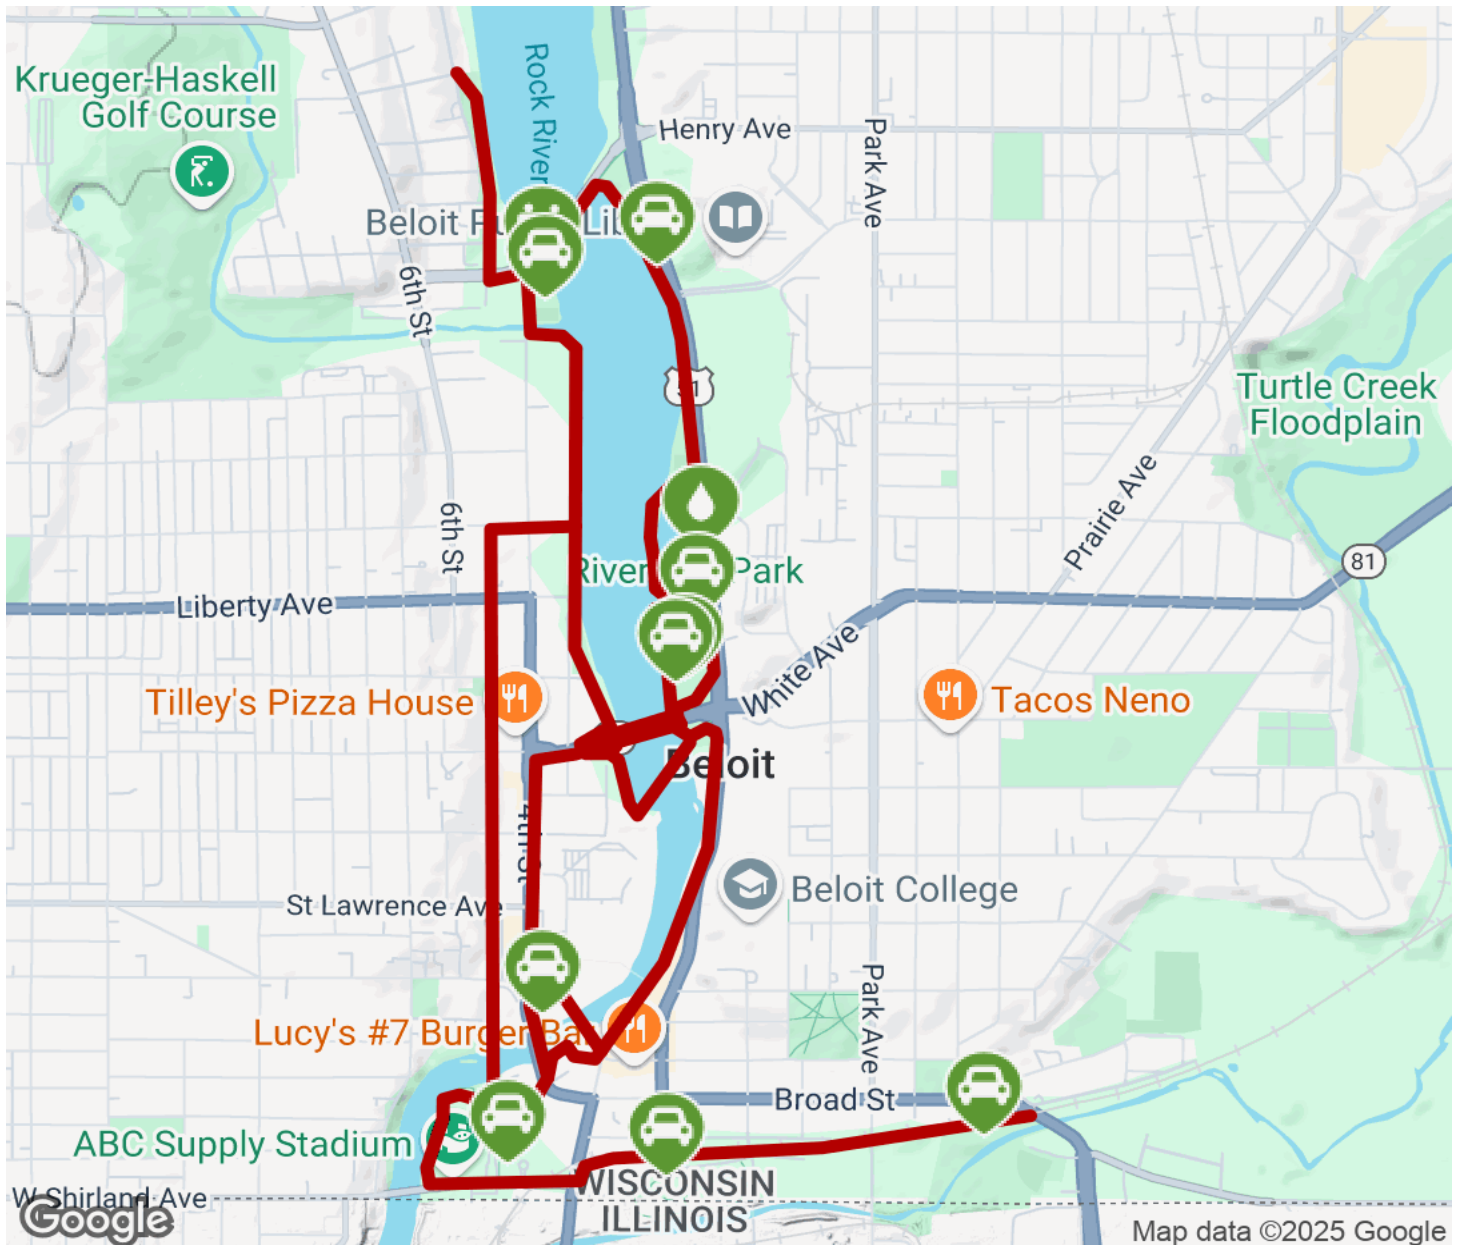 Krueger-Haskell
Golf Course
Rock River
Henry Ave
Park Ave
Beloit
6th St
Turtle Creek
Floodplain
6th St
Prairie Ave
81
River
Park
Liberty Ave
White Ave
Tilley's Pizza House
Tacos Neno
Beloit
4th St
St Lawrence Ave
Beloit College
Park Ave
Lucy's #7 Burger
Broad St
ABC Supply Stadium
W Shirland Ave
WISCONSIN
ILLINOIS
Google
Map data ©2025 Google